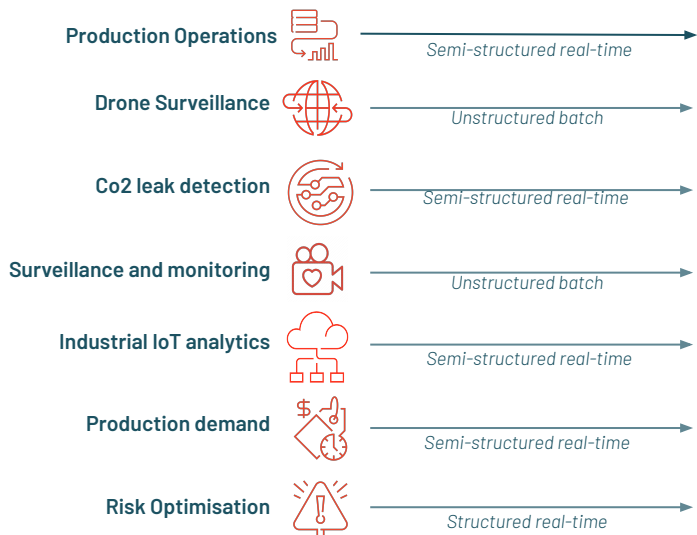 Production Operations
Semi-structured real-time
Drone Surveillance
Unstructured batch
Co2 leak detection
Semi-structured real-time
Surveillance and monitoring
Unstructured batch
Industrial IoT analytics
Semi-structured real-time
$
Production demand
Semi-structured real-time
Risk Optimisation
Structured real-time